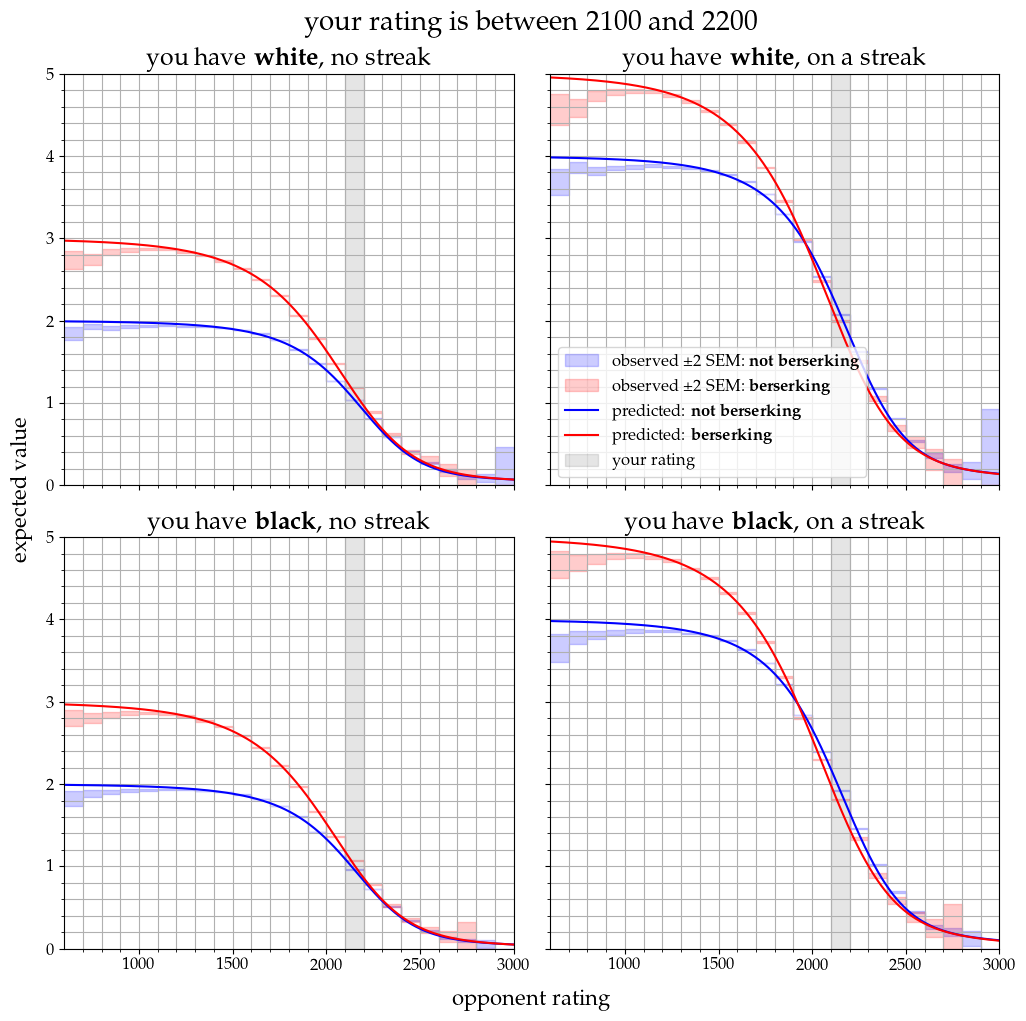 your rating is between 2100 and 2200
you have white, no streak
you have white, on a streak
5
4
3
2
1
0
observed ±2 SEM: not berserking
observed ±2 SEM: berserking
predicted: not berserking
predicted: berserking
your rating
expected value
you have black, no streak
you have black, on a streak
5
4
3
2
1
0
1000 1500 2000 2500 3000
1000 1500 2000 2500 3000
opponent rating